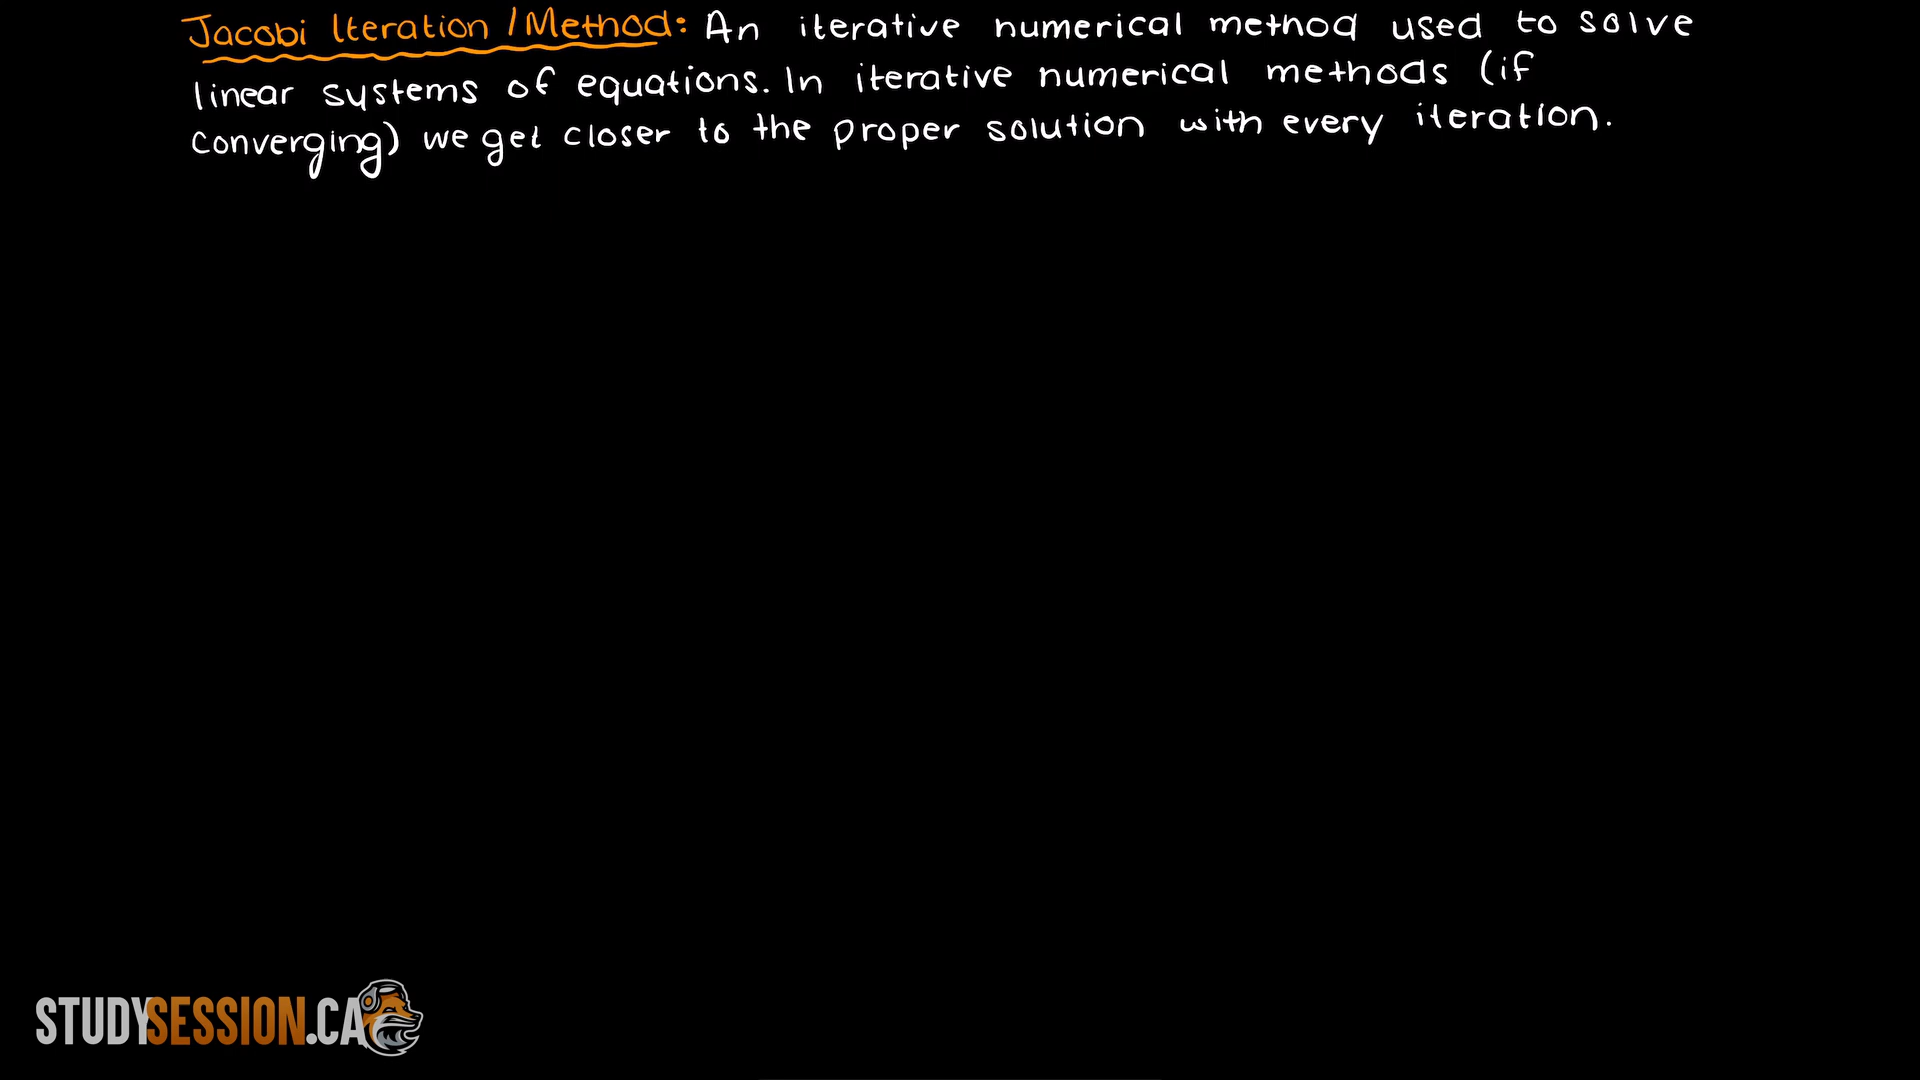 Jacobi Iteration / Method: An iterative numerical method used to solve
linear systems of equations. In iterative numerical methods (if
converging) we get closer to the proper solution with every iteration.
STUDYSESSION.CA